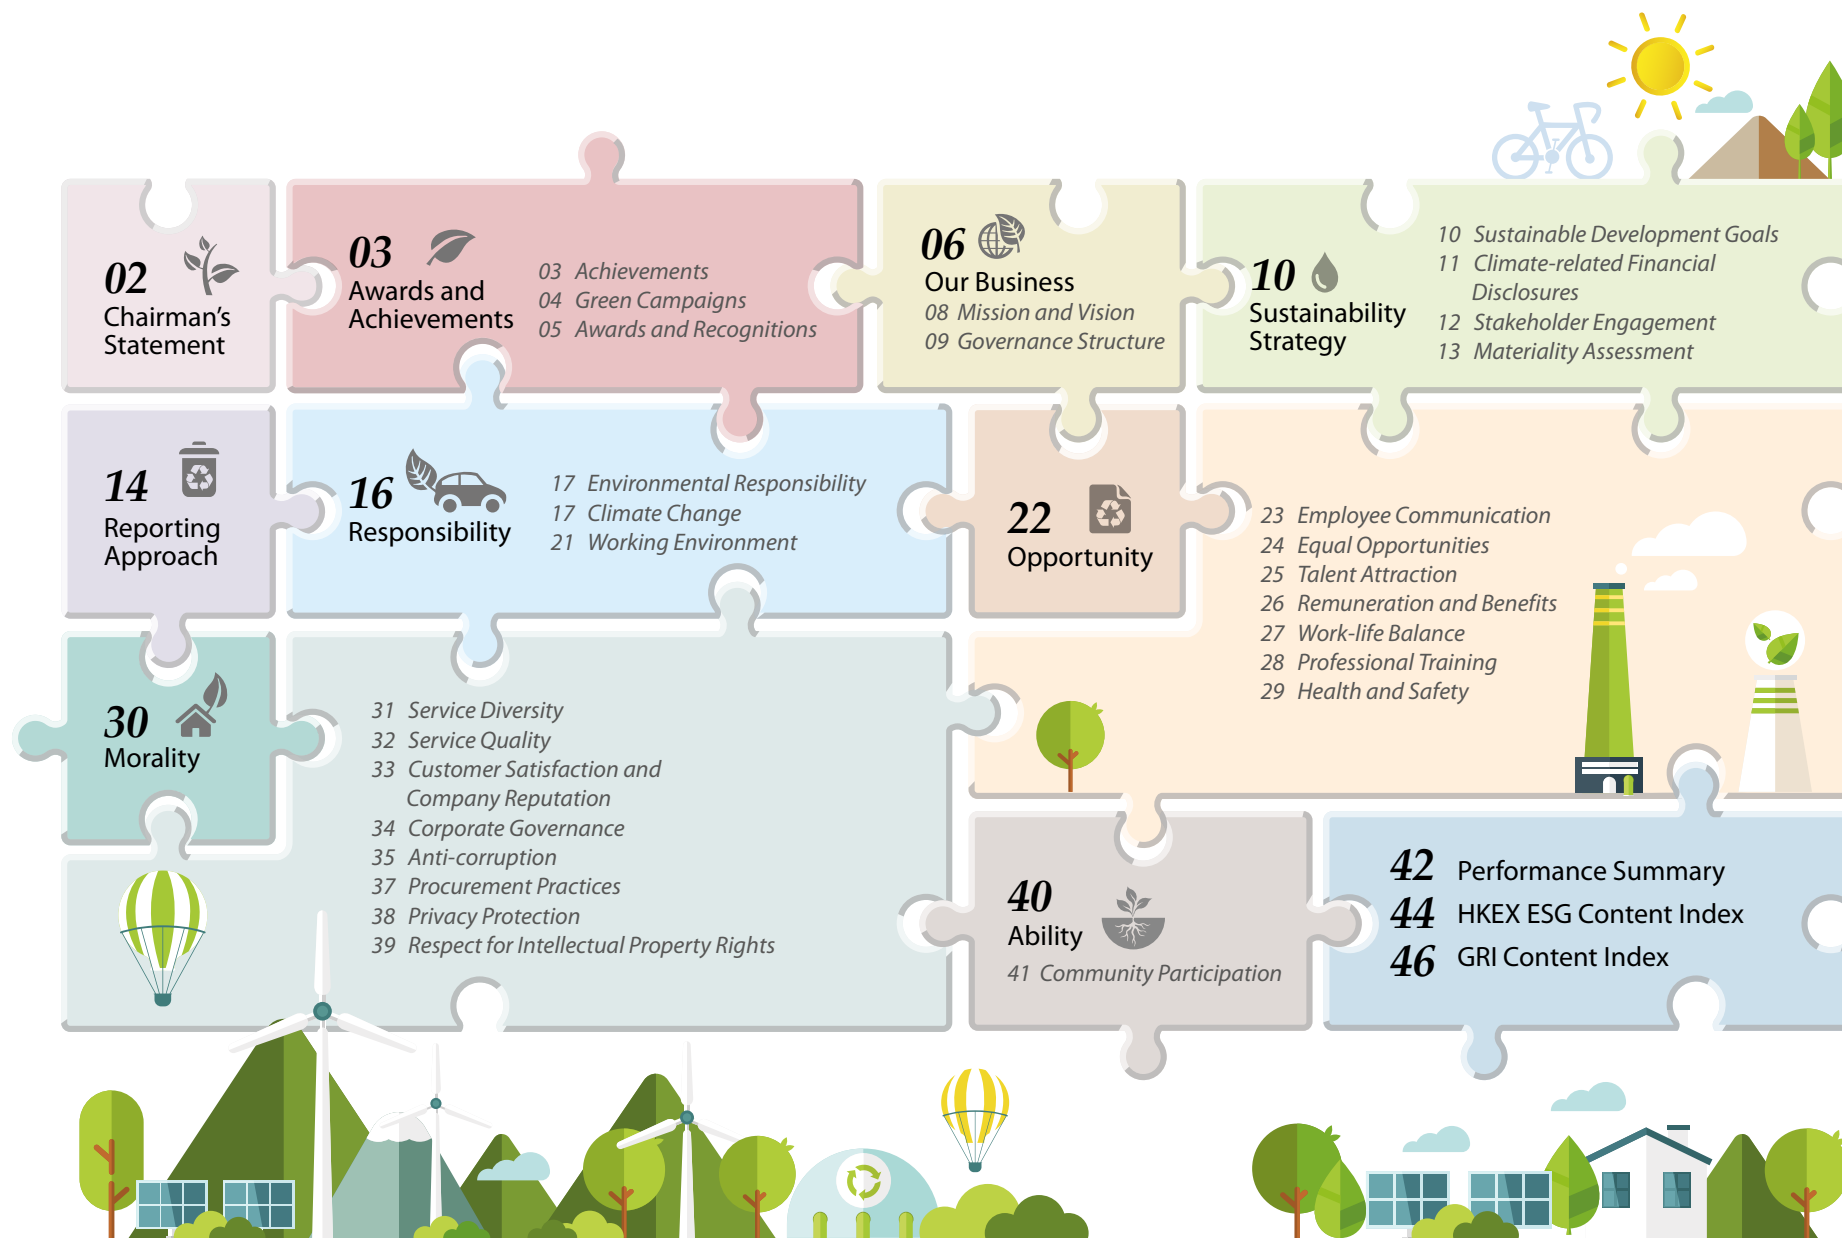 02
Chairman's
Statement
03
Awards and
Achievements
03 Achievements
04 Green Campaigns
05 Awards and Recognitions
06
Our Business
08 Mission and Vision
09 Governance Structure
10
Sustainability
Strategy
10 Sustainable Development Goals
11 Climate-related Financial
Disclosures
12 Stakeholder Engagement
13 Materiality Assessment
14
Reporting
Approach
16
Responsibility
17 Environmental Responsibility
17 Climate Change
21 Working Environment
22
Opportunity
23 Employee Communication
24 Equal Opportunities
25 Talent Attraction
26 Remuneration and Benefits
27 Work-life Balance
28 Professional Training
29 Health and Safety
30
Morality
31 Service Diversity
32 Service Quality
33 Customer Satisfaction and
Company Reputation
34 Corporate Governance
35 Anti-corruption
37 Procurement Practices
38 Privacy Protection
39 Respect for Intellectual Property Rights
40
Ability
41 Community Participation
42 Performance Summary
44 HKEX ESG Content Index
46 GRI Content Index